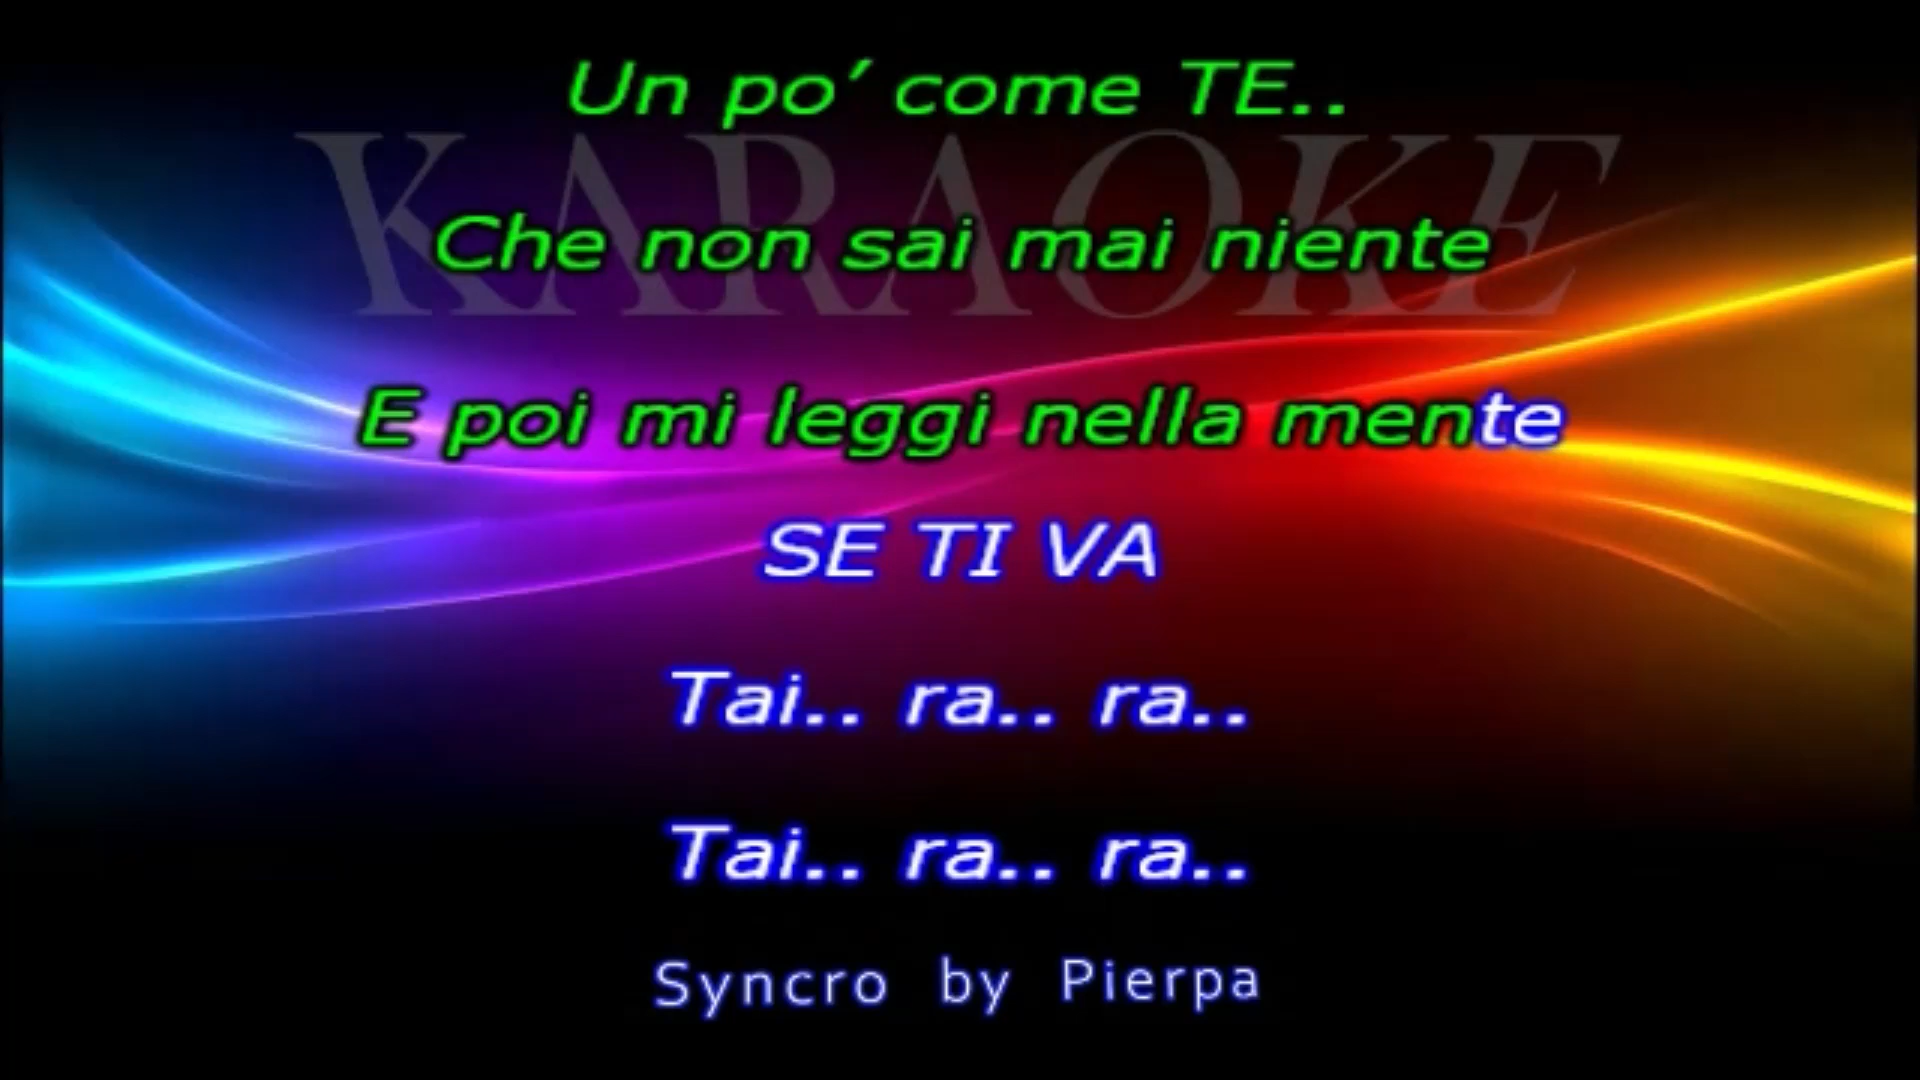 Un po' come TE..
KARAOKE
Che non sai mai niente
E poi mi leggi nella mente
SE TI VA
Tai.. ra.. ra..
Tai.. ra.. ra..
Syncro by Pierpa